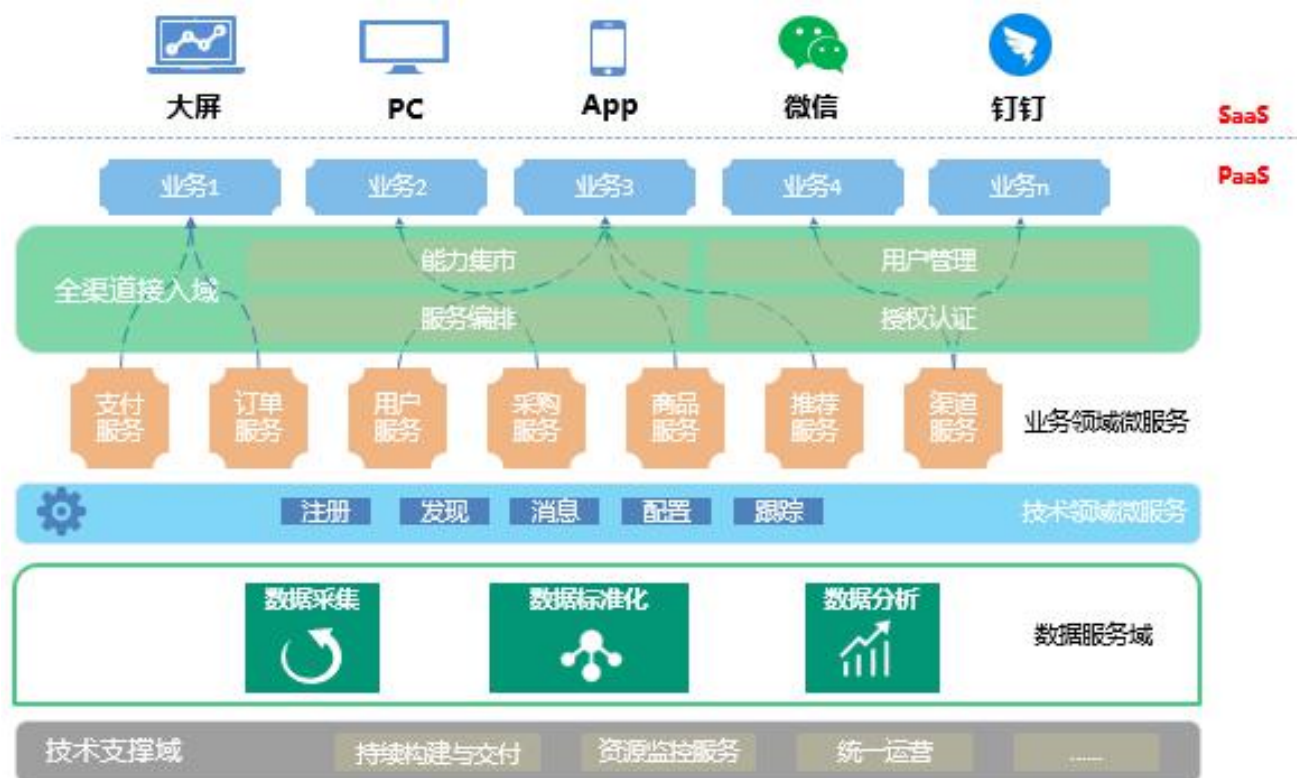 大屏
PC
App
微信
钉钉
SaaS
PaaS
业务1
业务2
业务3
业务4
业务n
全渠道接入域
能力集市
用户管理
服务编排
授权认证
支付
服务
订单
服务
用户
服务
采购
服务
商品
服务
推荐
服务
渠道
服务
业务领域微服务
注册
发现
消息
配置
跟踪
技术领域微服务
数据采集
数据标准化
数据分析
数据服务域
技术支撑域
持续构建与交付
资源监控服务
统一运营
......